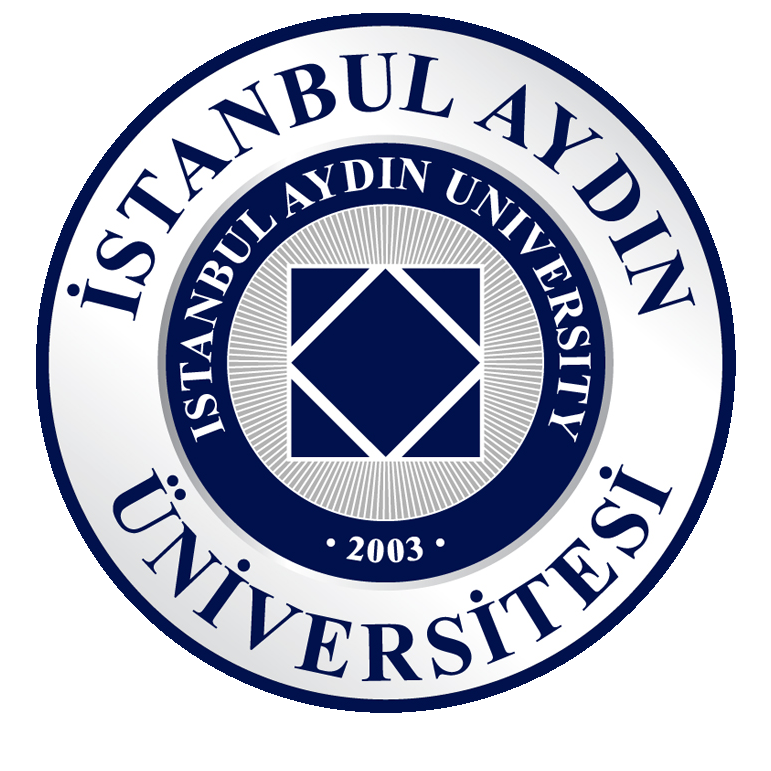 İSTANBUL AYDIN
ÜNİVERSİTESİ
ISTANBUL AYDIN UNIVERSITY
· 2003 ·